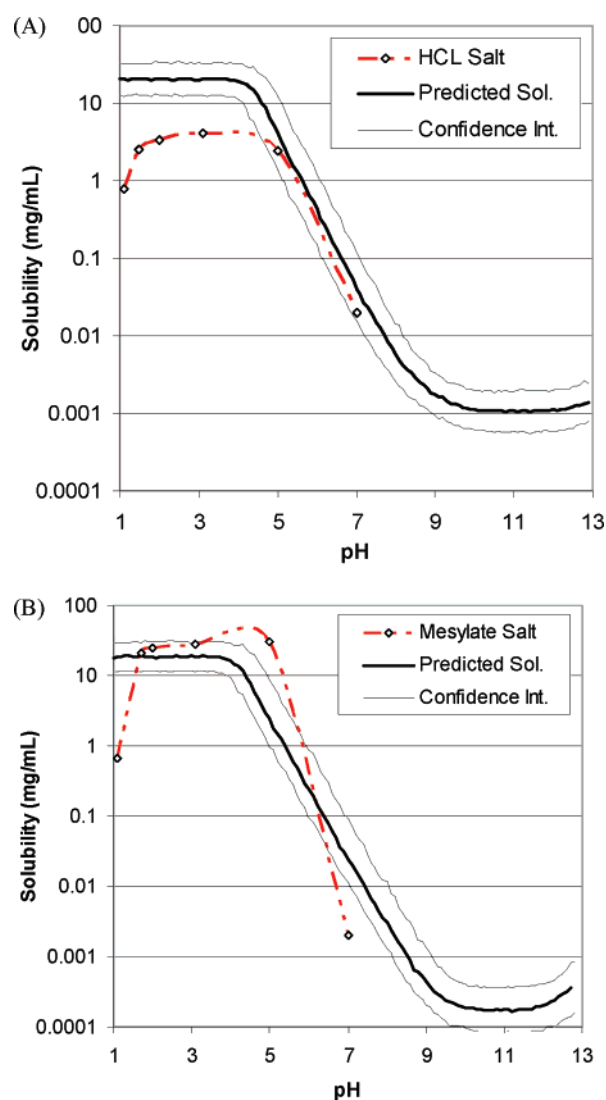 (A)
00
10
1
0.1
0.01
0.001
0.0001
Solubility (mg/mL)
HCL Salt
Predicted Sol.
Confidence Int.
1 3 5 7 9 11 13
pH
(B)
100
10
1
0.1
0.01
0.001
0.0001
Solubility (mg/mL)
Mesylate Salt
Predicted Sol.
Confidence Int.
1 3 5 7 9 11 13
pH